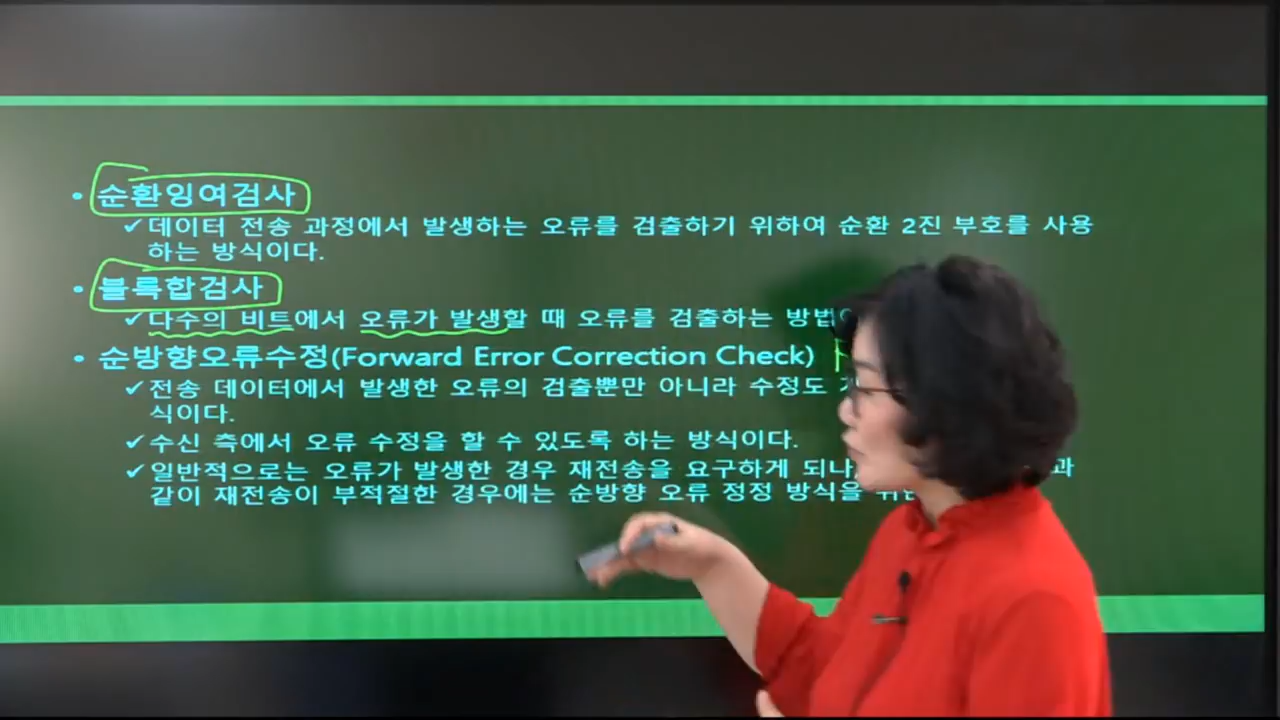 • 순환잉여검사
✓데이터 전송 과정에서 발생하는 오류를 검출하기 위하여 순환 2진 부호를 사용
하는 방식이다.
• 블록합검사
✓다수의 비트에서 오류가 발생할 때 오류를 검출하는
• 순방향오류수정(Forward Error Correction Check)
✓전송 데이터에서 발생한 오류의 검출뿐만 아니라 수정도
식이다.
✓수신 측에서 오류 수정을 할 수 있도록 하는 방식이다.
✓일반적으로는 오류가 발생한 경우 재전송을 요구하게 되나
같이 재전송이 부적절한 경우에는 순방향 오류 정정 방식을